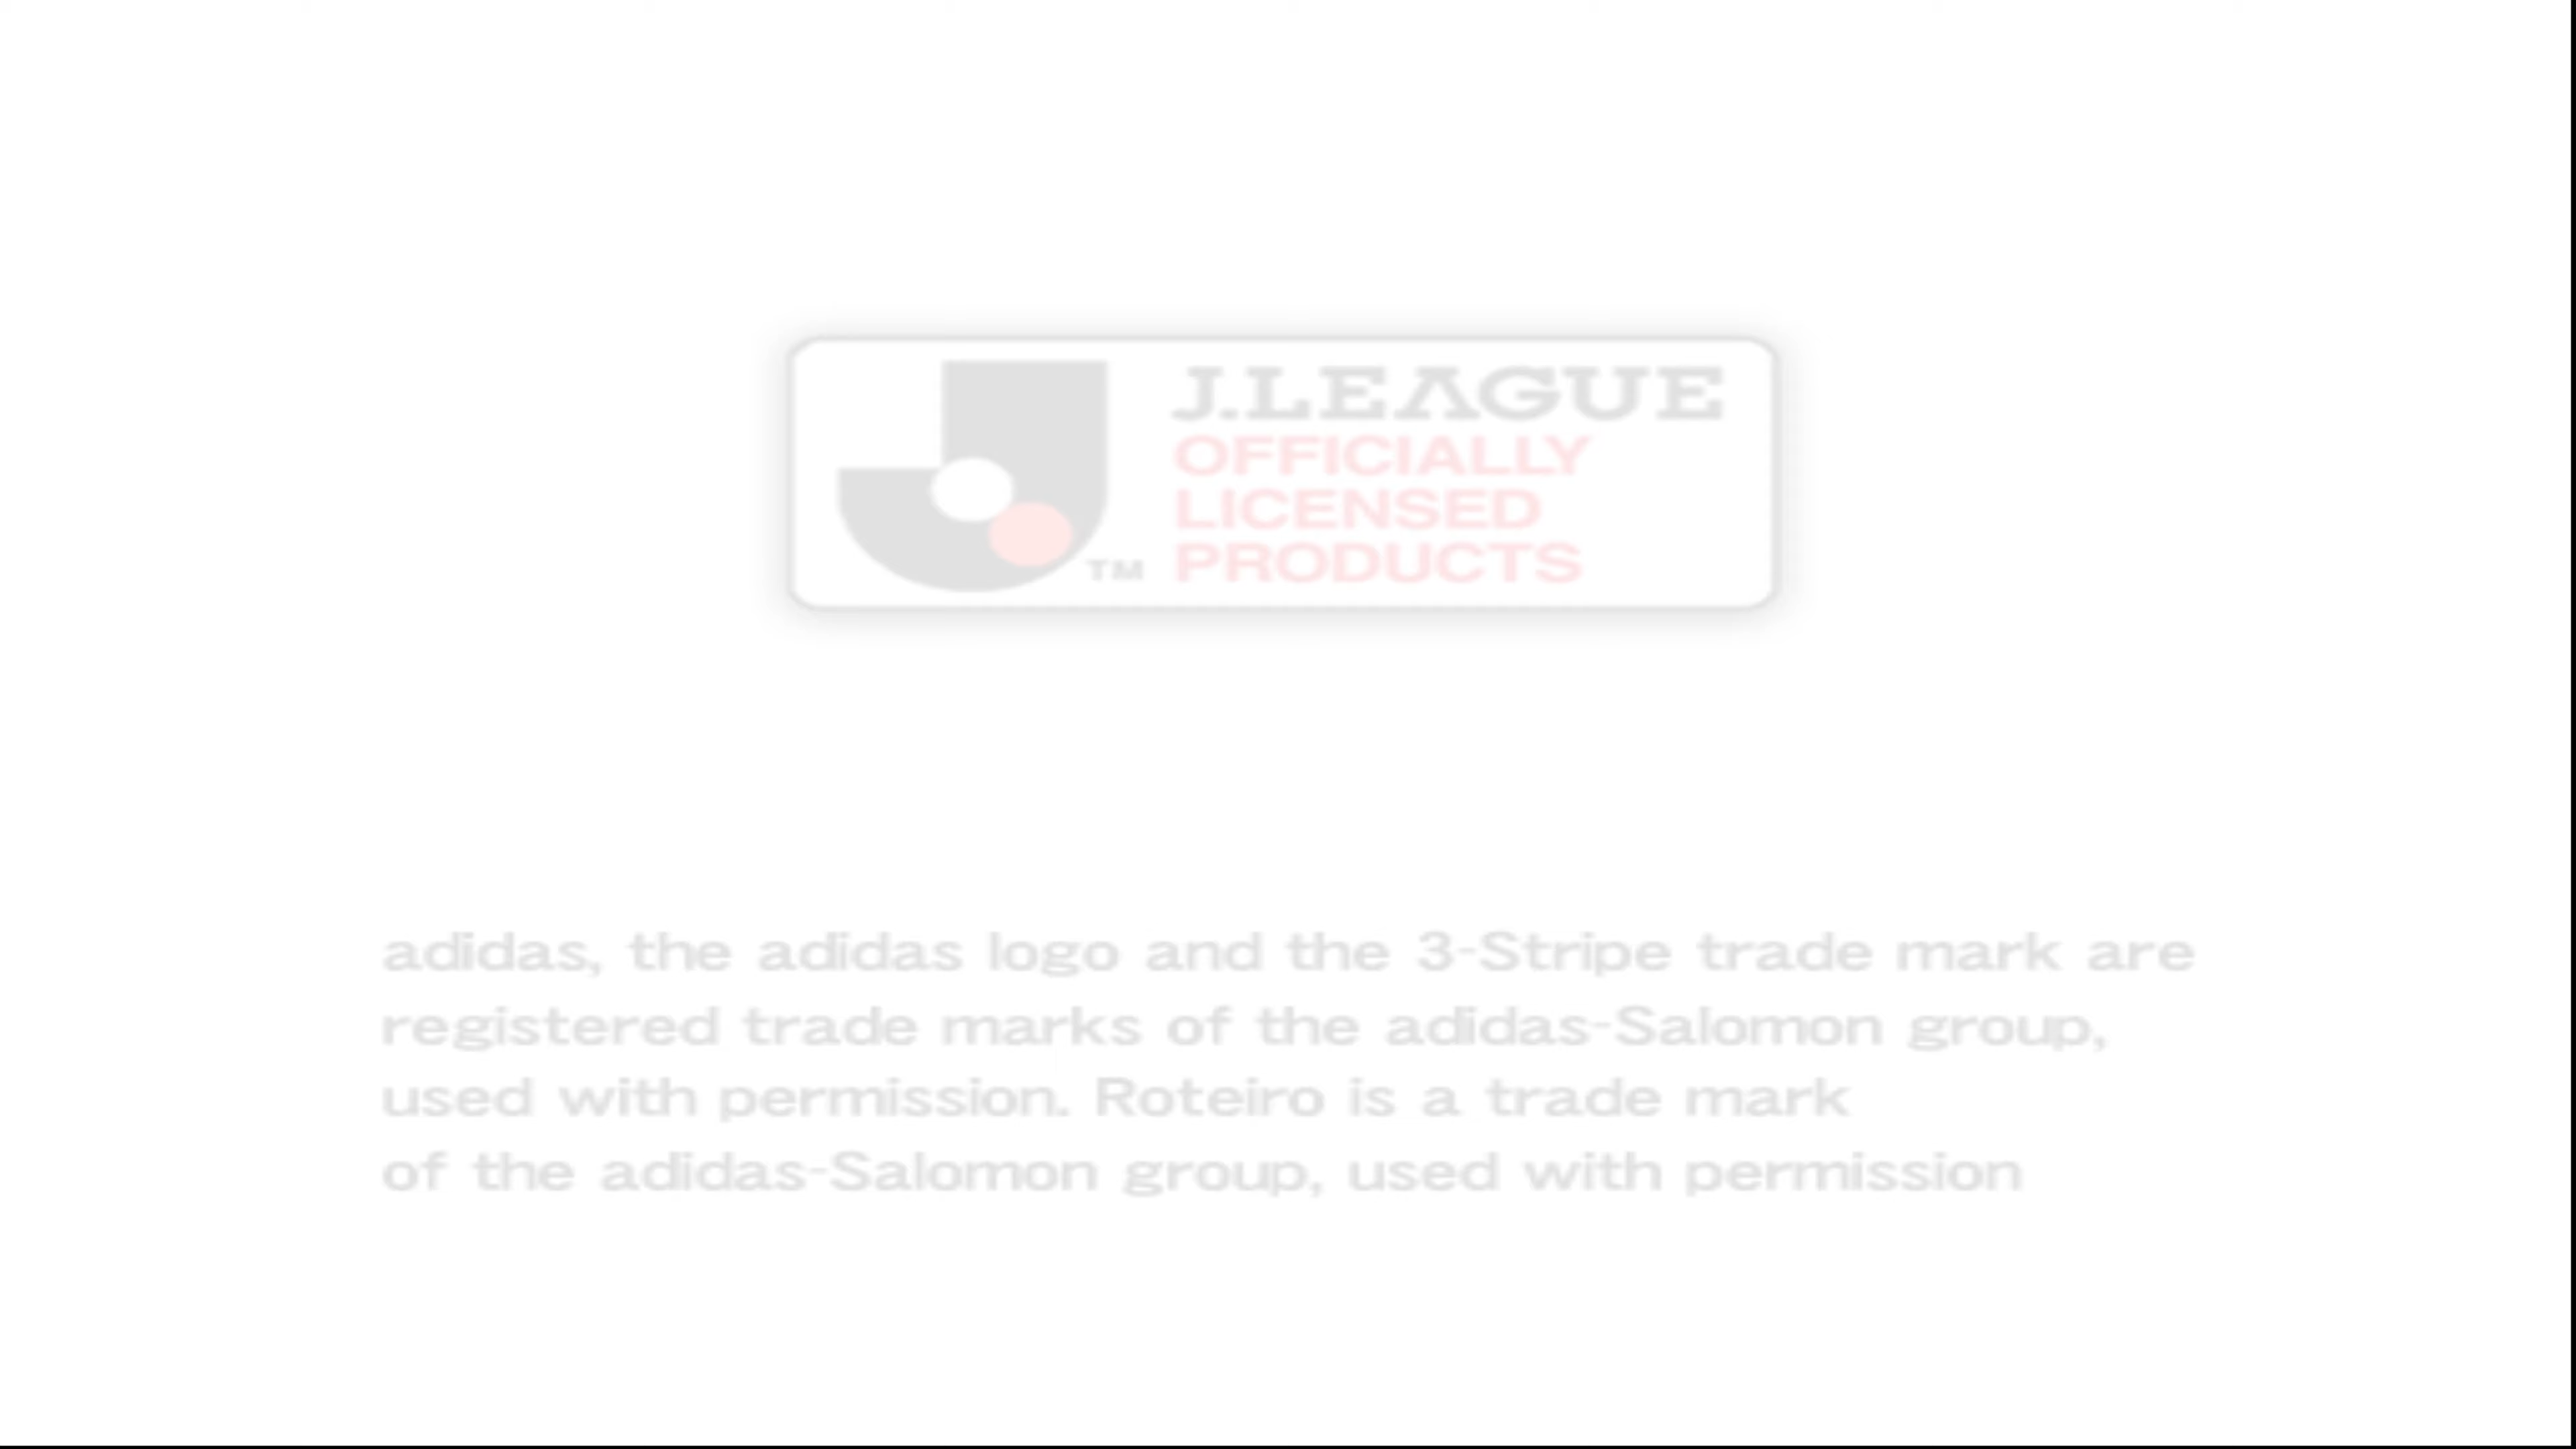 J.LEAGUE
OFFICIALLY
LICENSED
PRODUCTS
TM
adidas, the adidas logo and the 3-Stripe trade mark are
registered trade marks of the adidas-Salomon group,
used with permission. Roteiro is a trade mark
of the adidas-Salomon group, used with permission